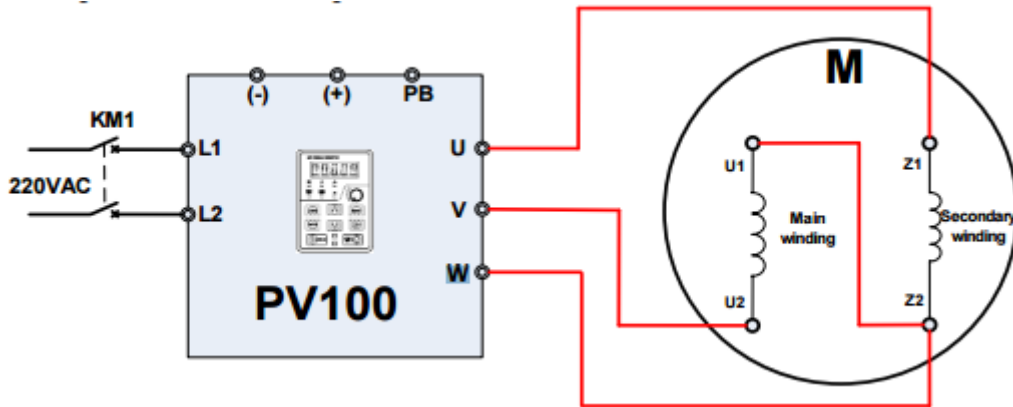 M
(-) (+) PB
KM1
L1
U
U1
Z1
220VAC
L2
V
Main
winding
Secondary
winding
W
PV100
U2
Z2